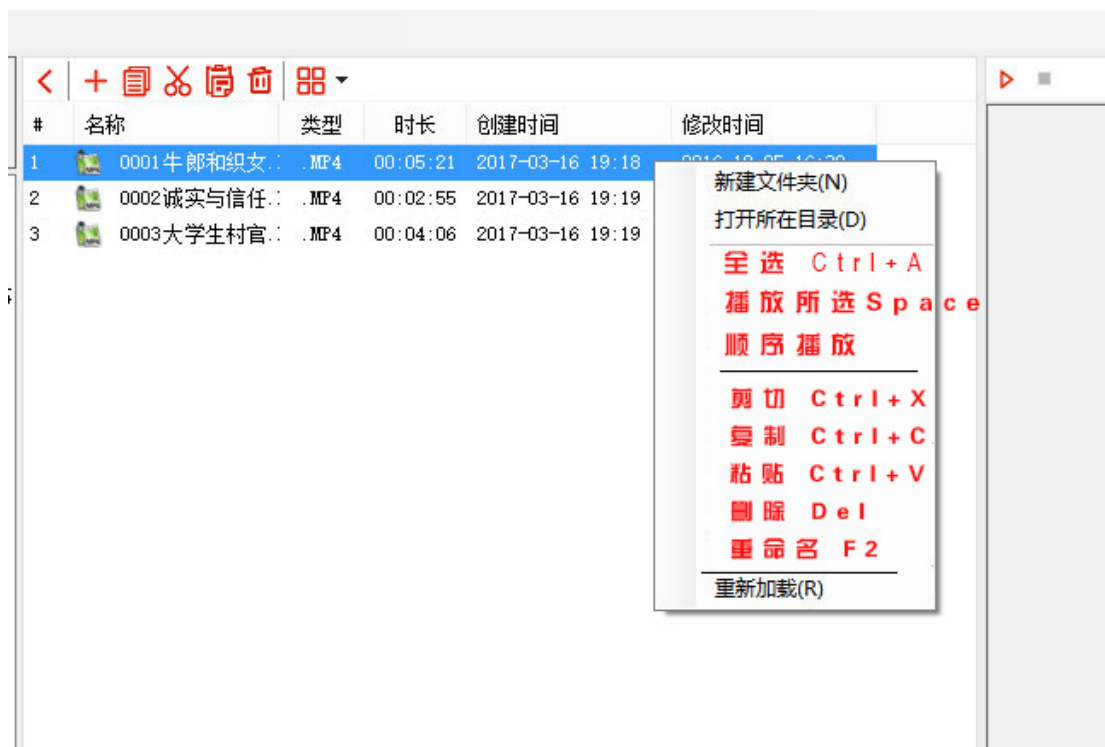 # 名称 类型 时长 创建时间 修改时间
1 0001牛郎和织女. .MP4 00:05:21 2017-03-16 19:18
2 0002诚实与信任. .MP4 00:02:55 2017-03-16 19:19
3 0003大学生村官. .MP4 00:04:06 2017-03-16 19:19
新建文件夹(N)
打开所在目录(D)
全选 Ctrl+A
播放所选Space
顺序播放
剪切 Ctrl+X
复制 Ctrl+C
粘贴 Ctrl+V
删除 Del
重命名 F2
重新加载(R)